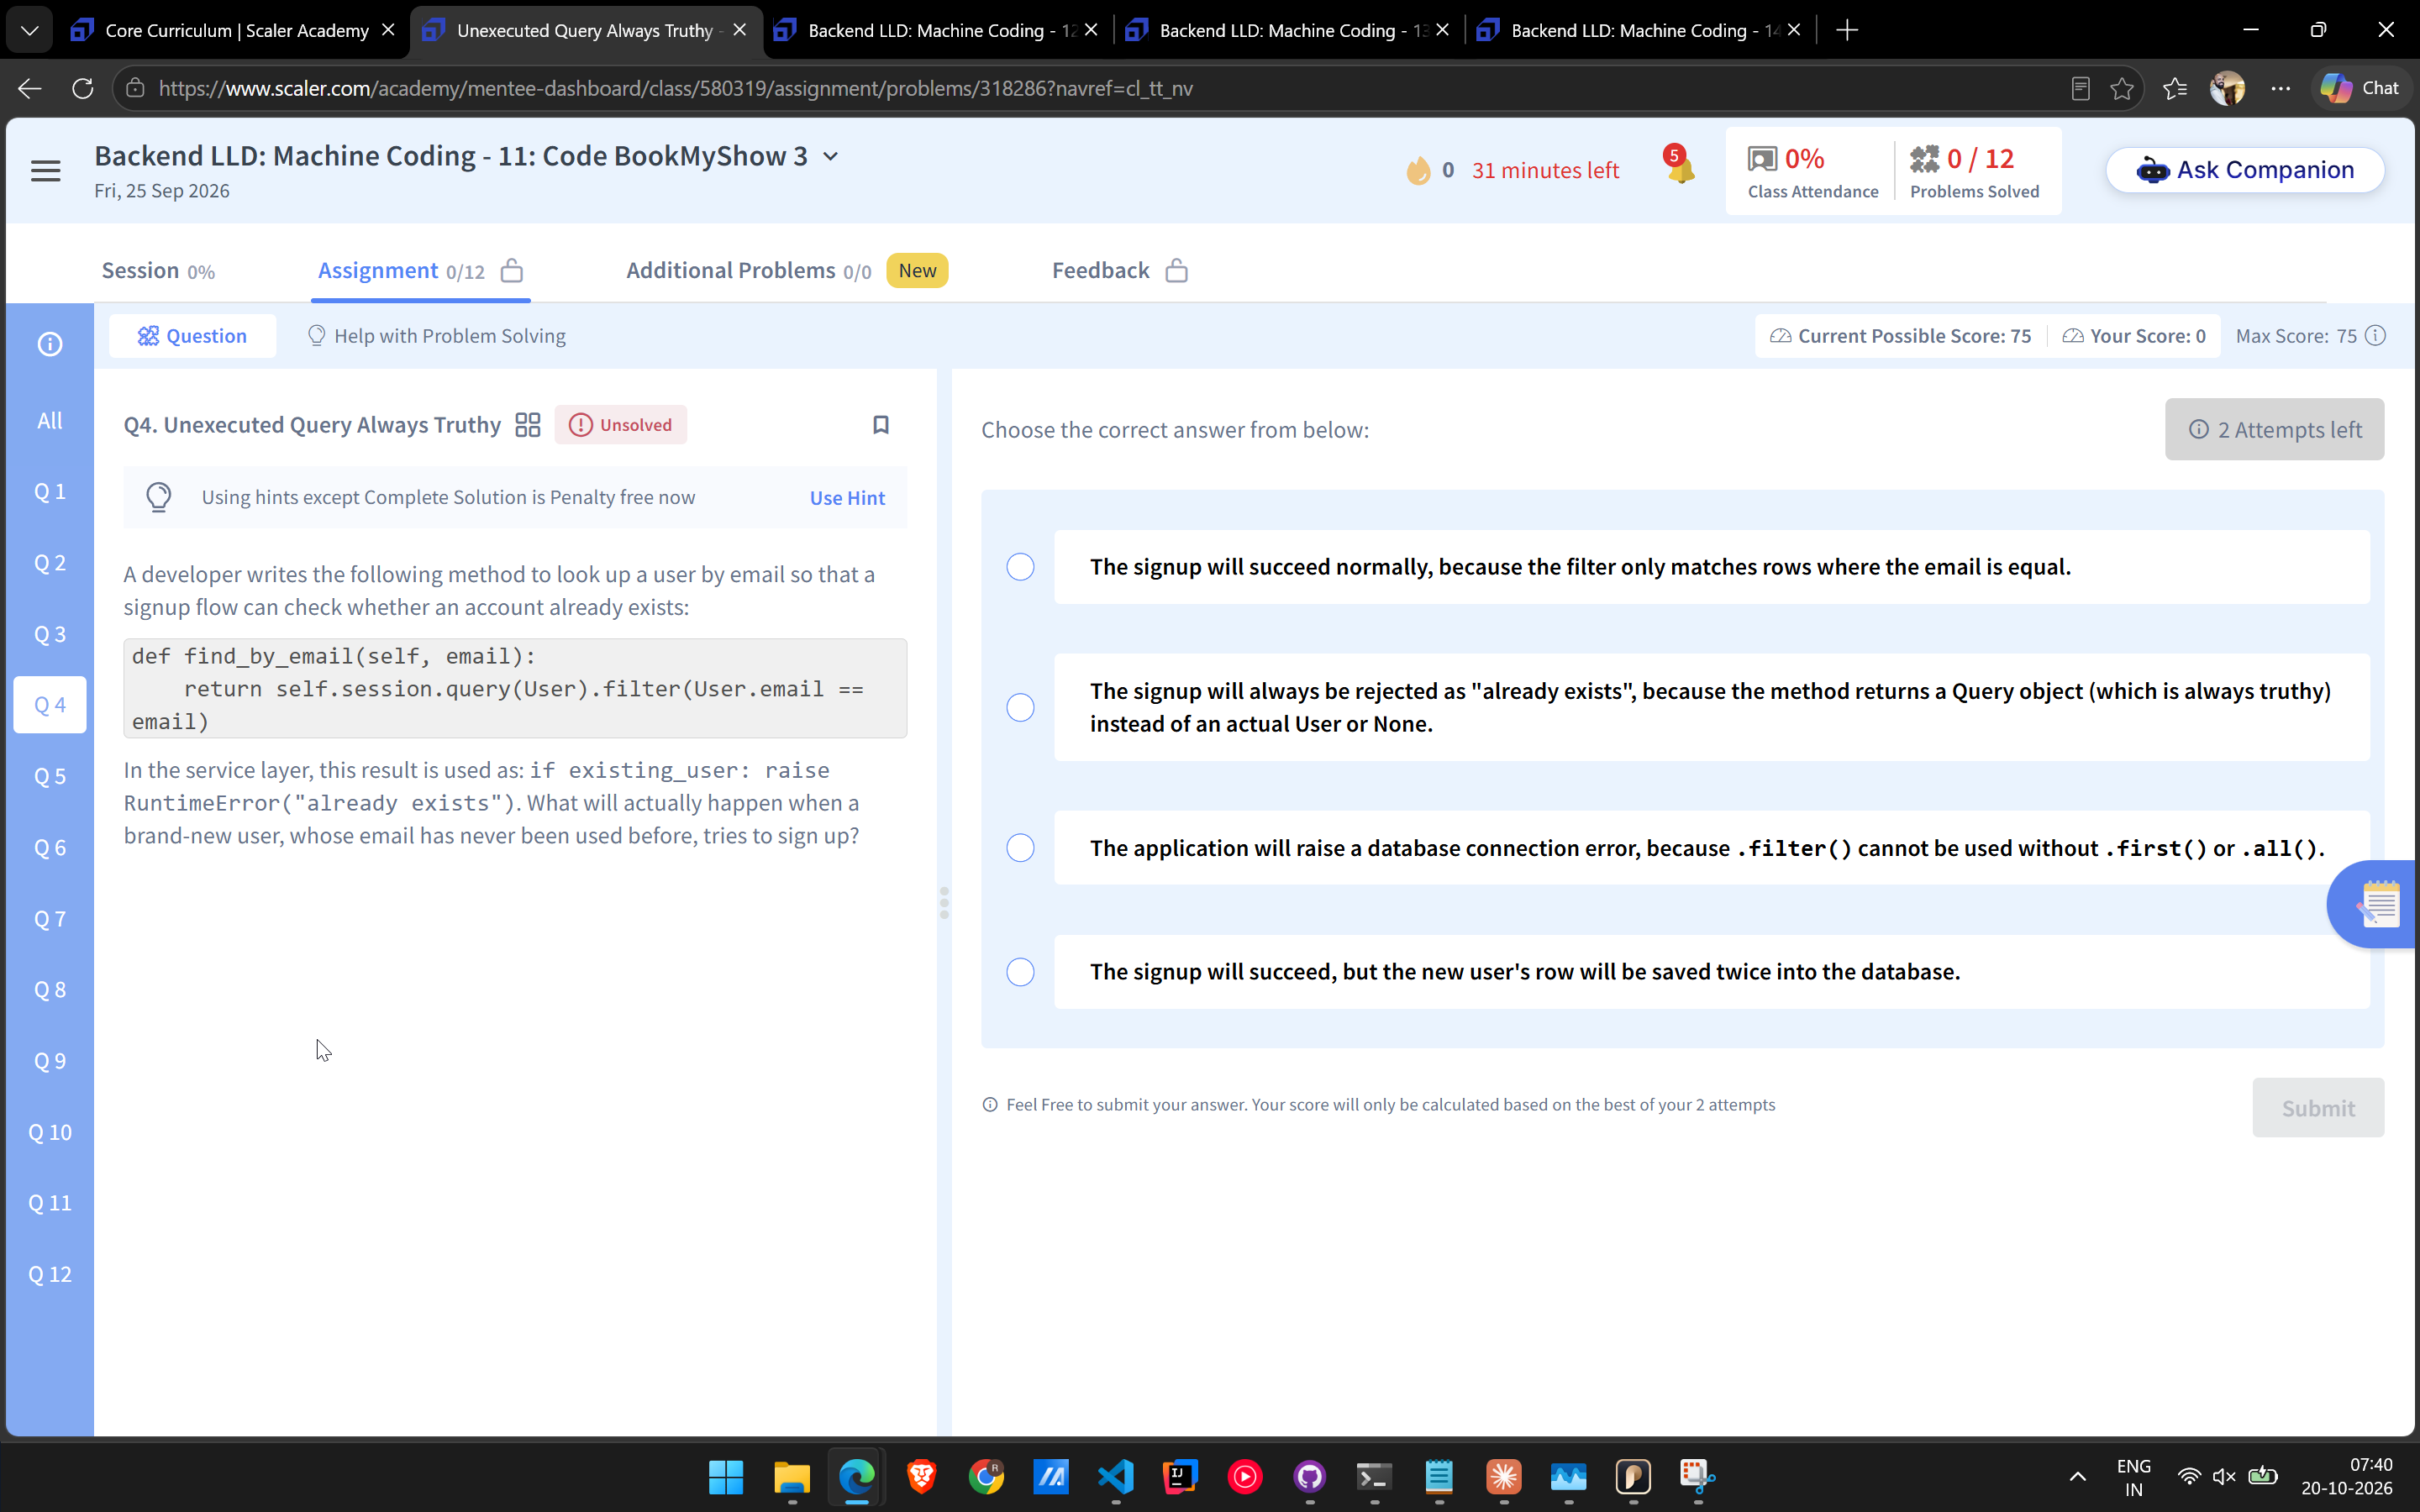 Core Curriculum | Scaler Academy
Unexecuted Query Always Truthy -
Backend LLD: Machine Coding - 12
Backend LLD: Machine Coding - 13
Backend LLD: Machine Coding - 14
https://www.scaler.com/academy/mentee-dashboard/class/580319/assignment/problems/318286?navref=cl_tt_nv
Chat
Backend LLD: Machine Coding - 11: Code BookMyShow 3
Fri, 25 Sep 2026
0
31 minutes left
5
0%
Class Attendance
0 / 12
Problems Solved
Ask Companion
Session 0%
Assignment 0/12
Additional Problems 0/0
New
Feedback
Question
Help with Problem Solving
Current Possible Score: 75
Your Score: 0
Max Score: 75
All
Q 1
Q 2
Q 3
Q 4
Q 5
Q 6
Q 7
Q 8
Q 9
Q 10
Q 11
Q 12
Q4. Unexecuted Query Always Truthy
Unsolved
Using hints except Complete Solution is Penalty free now
Use Hint
A developer writes the following method to look up a user by email so that a
signup flow can check whether an account already exists:
def find_by_email(self, email):
    return self.session.query(User).filter(User.email ==
email)
In the service layer, this result is used as: if existing_user: raise
RuntimeError("already exists"). What will actually happen when a
brand-new user, whose email has never been used before, tries to sign up?
Choose the correct answer from below:
2 Attempts left
The signup will succeed normally, because the filter only matches rows where the email is equal.
The signup will always be rejected as "already exists", because the method returns a Query object (which is always truthy)
instead of an actual User or None.
The application will raise a database connection error, because .filter() cannot be used without .first() or .all().
The signup will succeed, but the new user's row will be saved twice into the database.
Feel Free to submit your answer. Your score will only be calculated based on the best of your 2 attempts
Submit
R
IJ
ENG
IN
07:40
20-10-2026